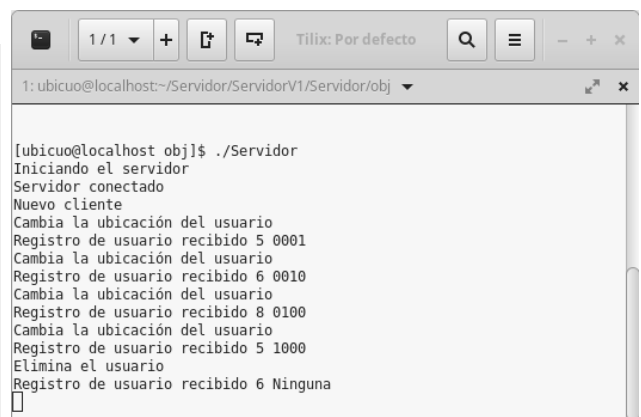 1 / 1
Tilix: Por defecto
1: ubicuo@localhost:~/Servidor/ServidorV1/Servidor/obj
[ubicuo@localhost obj]$ ./Servidor
Iniciando el servidor
Servidor conectado
Nuevo cliente
Cambia la ubicación del usuario
Registro de usuario recibido 5 0001
Cambia la ubicación del usuario
Registro de usuario recibido 6 0010
Cambia la ubicación del usuario
Registro de usuario recibido 8 0100
Cambia la ubicación del usuario
Registro de usuario recibido 5 1000
Elimina el usuario
Registro de usuario recibido 6 Ninguna